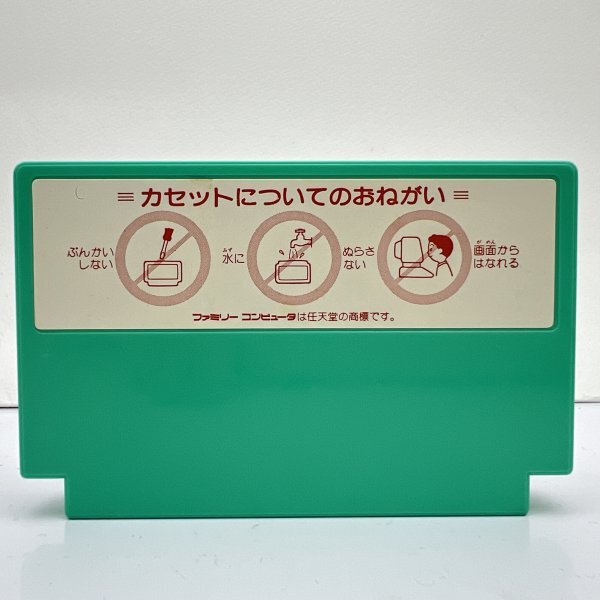 カセットについてのおねがい
ぶんかい
しない
みず
水に
ぬらさ
ない
がめん
画面から
はなれる
ファミリー コンピュータは任天堂の商標です。